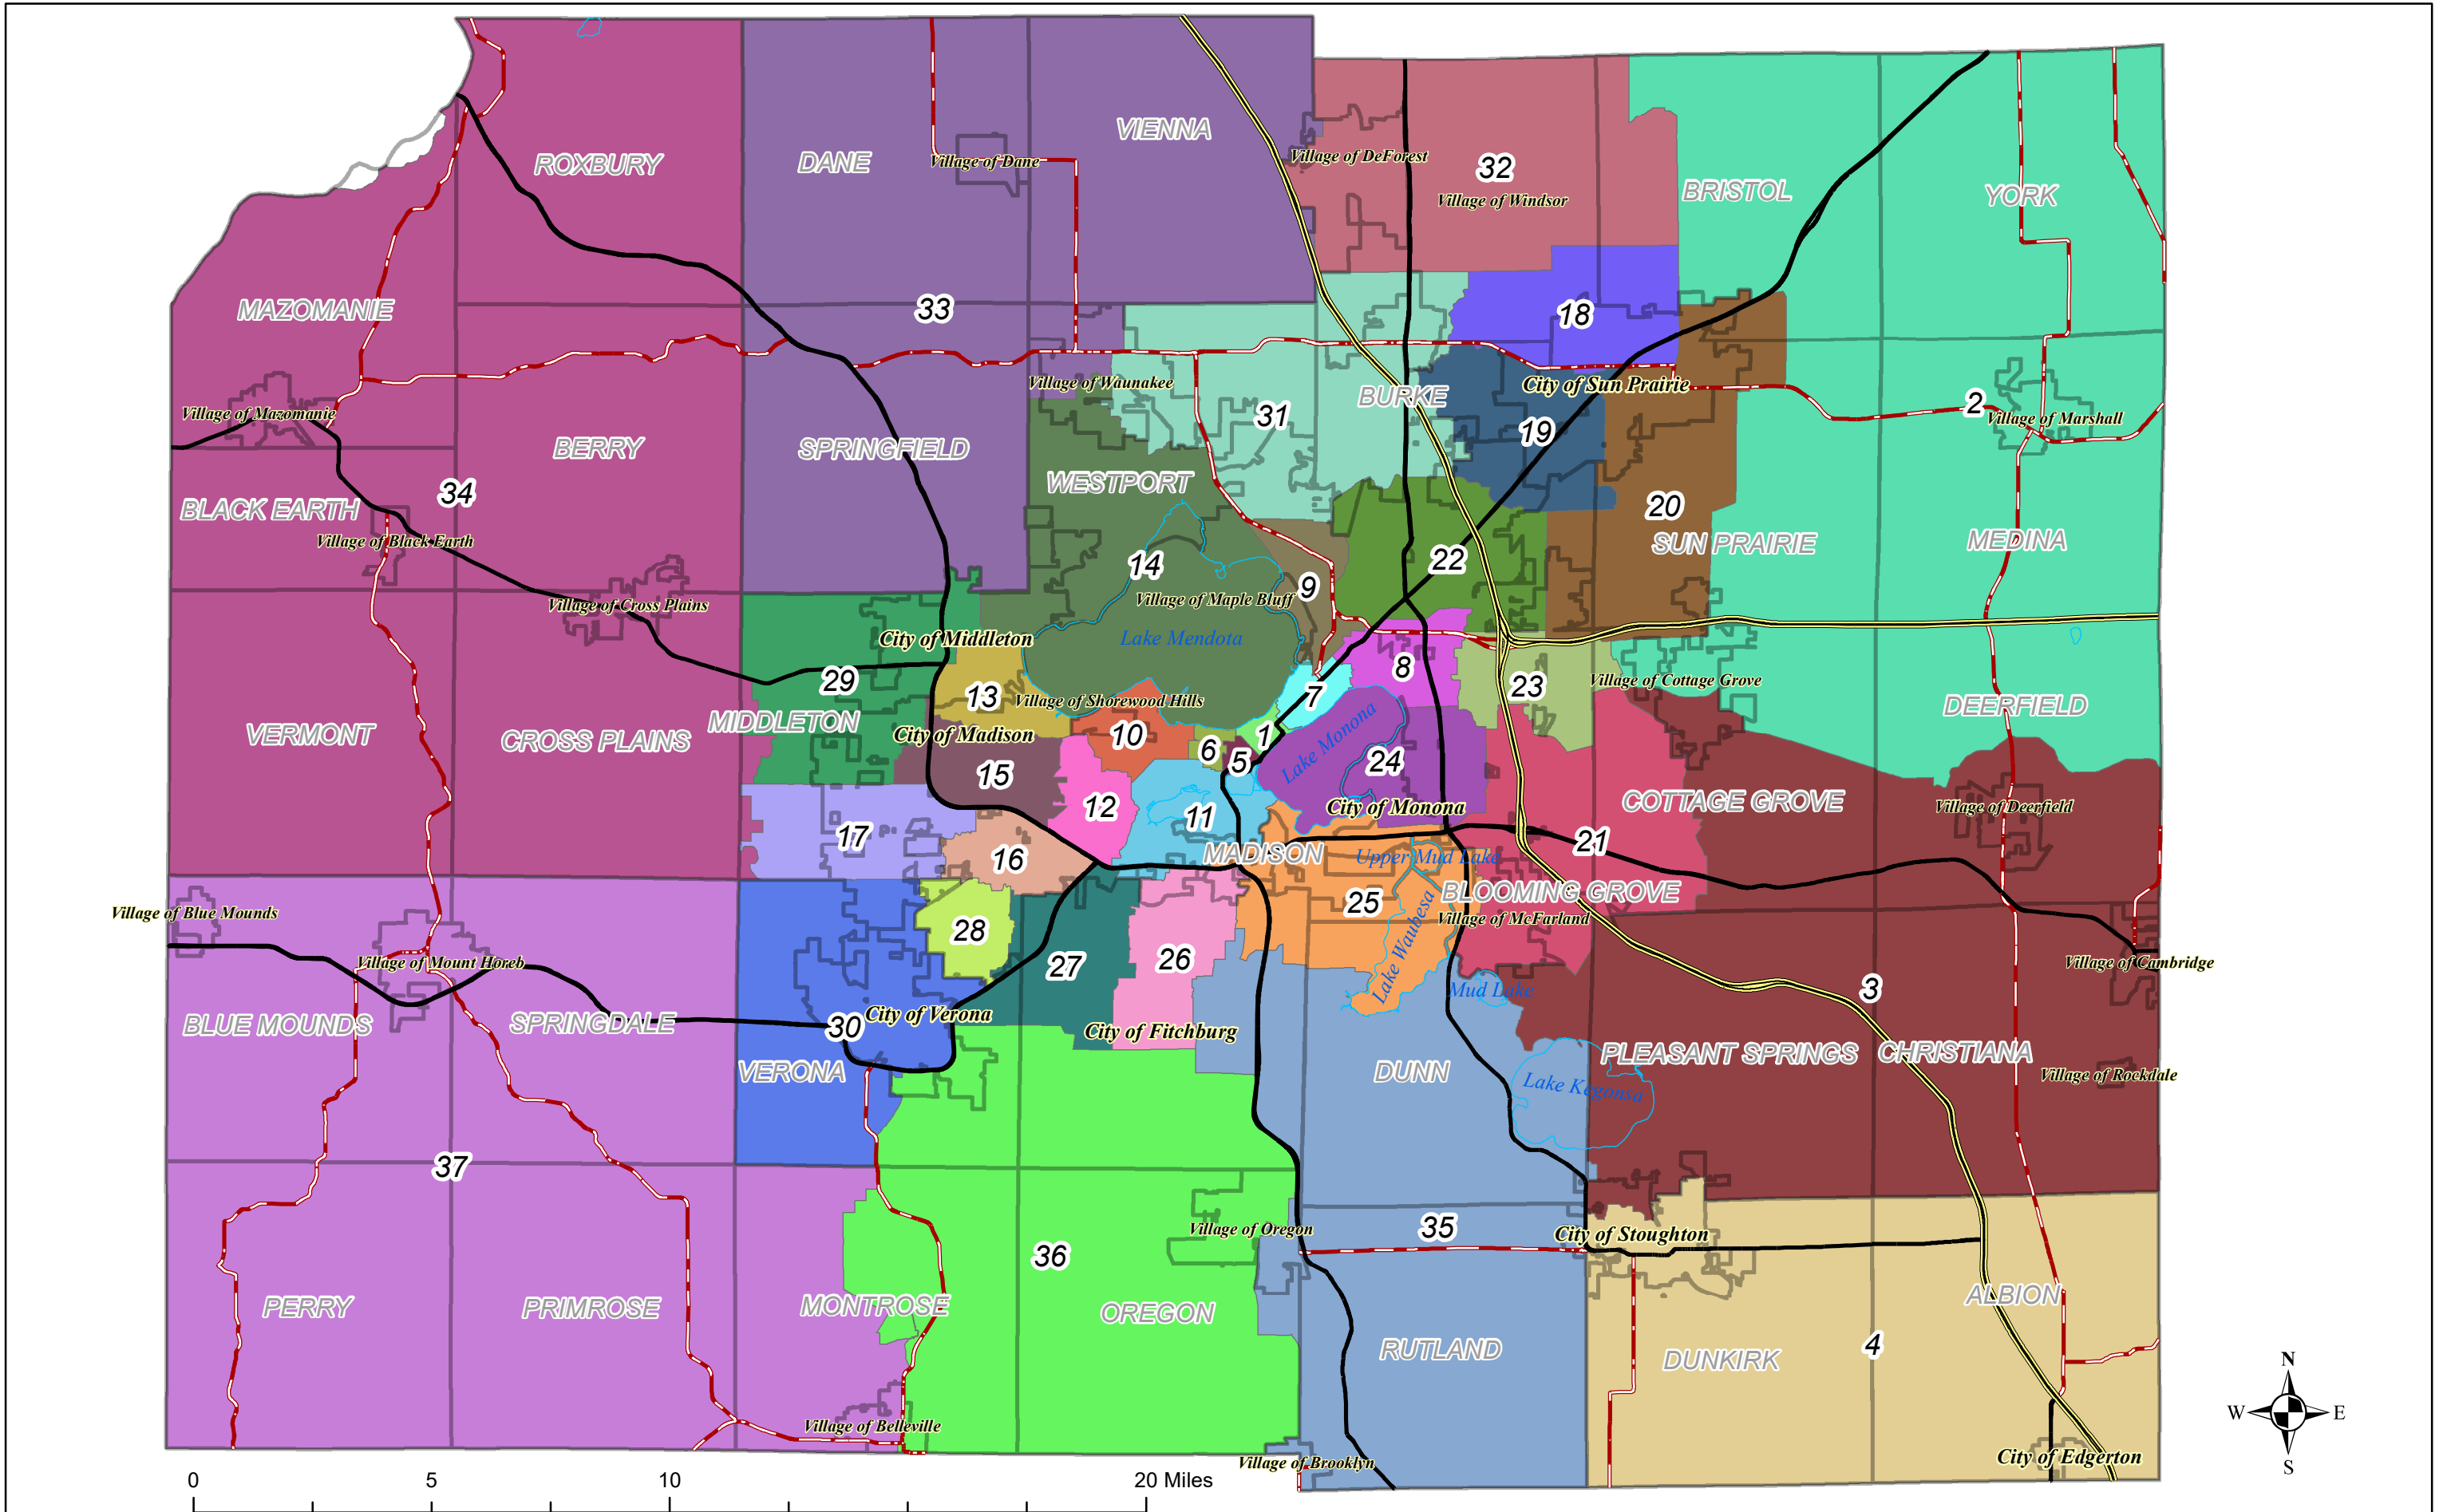 VIENNA
Village of DeForest
ROXBURY
DANE
Village of Dane
32
BRISTOL
YORK
Village of Windsor
MAZOMANIE
33
18
Village of Waunakee
BURKE
City of Sun Prairie
2
Village of Mazomanie
31
Village of Marshall
BERRY
SPRINGFIELD
19
WESTPORT
34
BLACK EARTH
20
Village of Black Earth
SUN PRAIRIE
MEDINA
14
22
9
Village of Cross Plains
Village of Maple Bluff
City of Middleton
Lake Mendota
8
29
13
7
23
Village of Cottage Grove
Village of Shorewood Hills
DEERFIELD
MIDDLETON
VERMONT
CROSS PLAINS
City of Madison
10
1
Lake Monona
6
5
24
15
12
11
City of Monona
COTTAGE GROVE
Village of Deerfield
17
16
MADISON
Upper Mud Lake
21
BLOOMING GROVE
25
Village of McFarland
Village of Blue Mounds
28
Lake Waubesa
Village of Mount Horeb
27
26
Village of Cambridge
Mud Lake
3
BLUE MOUNDS
SPRINGDALE
30
City of Verona
City of Fitchburg
VERONA
DUNN
PLEASANT SPRINGS
CHRISTIANA
Lake Kegonsa
Village of Rockdale
37
36
Village of Oregon
35
City of Stoughton
PERRY
PRIMROSE
MONTROSE
OREGON
ALBION
RUTLAND
DUNKIRK
4
Village of Belleville
Village of Brooklyn
City of Edgerton
N
W
E
S
0
5
10
20 Miles